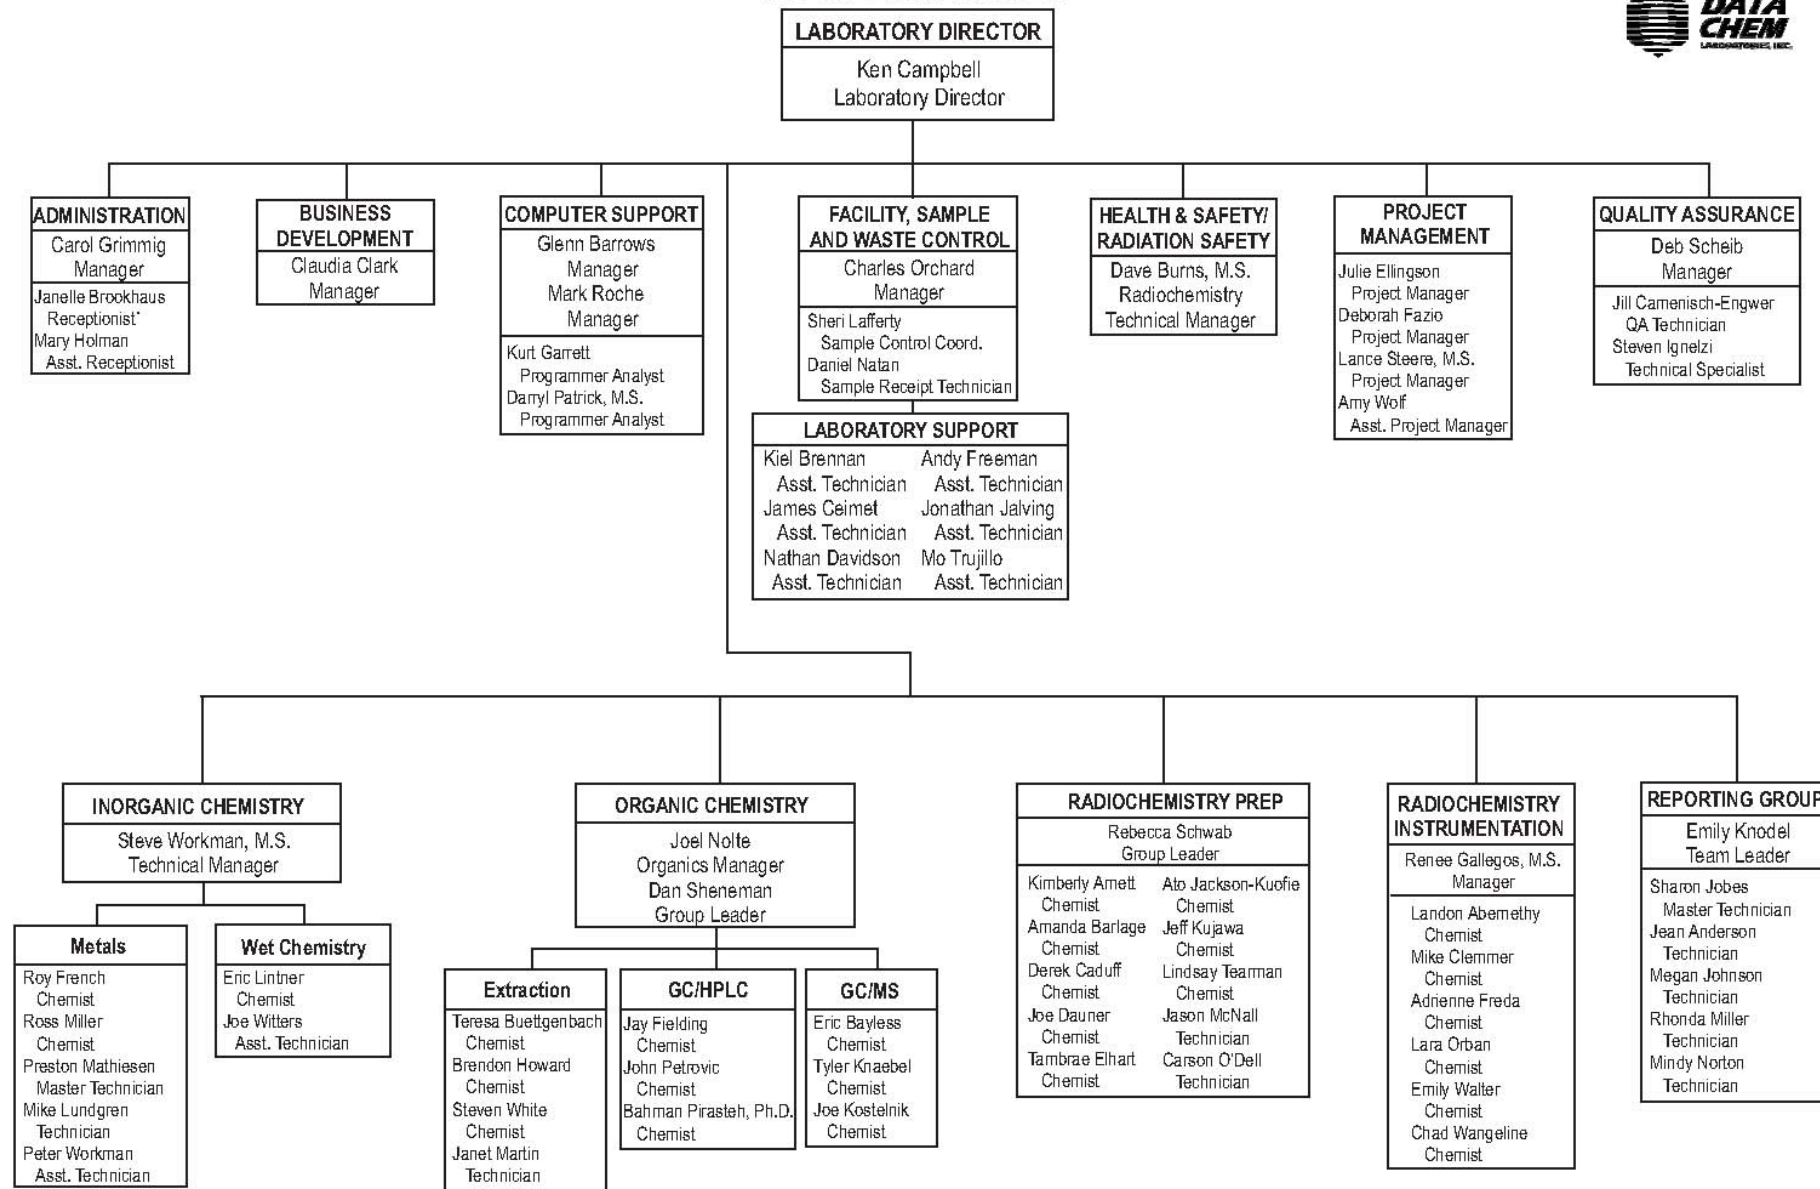 DATA
CHEM
LABORATORIES, INC.
LABORATORY DIRECTOR
Ken Campbell
Laboratory Director
ADMINISTRATION
Carol Grimmig
Manager
Janelle Brookhaus
Receptionist*
Mary Holman
Asst. Receptionist
BUSINESS
DEVELOPMENT
Claudia Clark
Manager
COMPUTER SUPPORT
Glenn Barrows
Manager
Mark Roche
Manager
Kurt Garrett
Programmer Analyst
Darryl Patrick, M.S.
Programmer Analyst
FACILITY, SAMPLE
AND WASTE CONTROL
Charles Orchard
Manager
Sheri Lafferty
Sample Control Coord.
Daniel Natan
Sample Receipt Technician
LABORATORY SUPPORT
Kiel Brennan
Asst. Technician
James Ceimet
Asst. Technician
Nathan Davidson
Asst. Technician
Andy Freeman
Asst. Technician
Jonathan Jalving
Asst. Technician
Mo Trujillo
Asst. Technician
HEALTH & SAFETY/
RADIATION SAFETY
Dave Burns, M.S.
Radiochemistry
Technical Manager
PROJECT
MANAGEMENT
Julie Ellingson
Project Manager
Deborah Fazio
Project Manager
Lance Steere, M.S.
Project Manager
Amy Wolf
Asst. Project Manager
QUALITY ASSURANCE
Deb Scheib
Manager
Jill Camenisch-Engwer
QA Technician
Steven Ignelzi
Technical Specialist
INORGANIC CHEMISTRY
Steve Workman, M.S.
Technical Manager
Metals
Roy French
Chemist
Ross Miller
Chemist
Preston Mathiesen
Master Technician
Mike Lundgren
Technician
Peter Workman
Asst. Technician
Wet Chemistry
Eric Lintner
Chemist
Joe Witters
Asst. Technician
ORGANIC CHEMISTRY
Joel Nolte
Organics Manager
Dan Sheneman
Group Leader
Extraction
Teresa Buettgenbach
Chemist
Brendon Howard
Chemist
Steven White
Chemist
Janet Martin
Technician
GC/HPLC
Jay Fielding
Chemist
John Petrovic
Chemist
Bahman Pirasteh, Ph.D.
Chemist
GC/MS
Eric Bayless
Chemist
Tyler Knaebel
Chemist
Joe Kostelnik
Chemist
RADIOCHEMISTRY PREP
Rebecca Schwab
Group Leader
Kimberly Arnett
Chemist
Amanda Barlage
Chemist
Derek Caduff
Chemist
Joe Dauner
Chemist
Tambrae Elhart
Chemist
Ato Jackson-Kuofie
Chemist
Jeff Kujawa
Chemist
Lindsay Tearman
Chemist
Jason McNall
Technician
Carson O'Dell
Technician
RADIOCHEMISTRY
INSTRUMENTATION
Renee Gallegos, M.S.
Manager
Landon Abernethy
Chemist
Mike Clemmer
Chemist
Adrienne Freda
Chemist
Lara Orban
Chemist
Emily Walter
Chemist
Chad Wangeline
Chemist
REPORTING GROUP
Emily Knodel
Team Leader
Sharon Jobes
Master Technician
Jean Anderson
Technician
Megan Johnson
Technician
Rhonda Miller
Technician
Mindy Norton
Technician